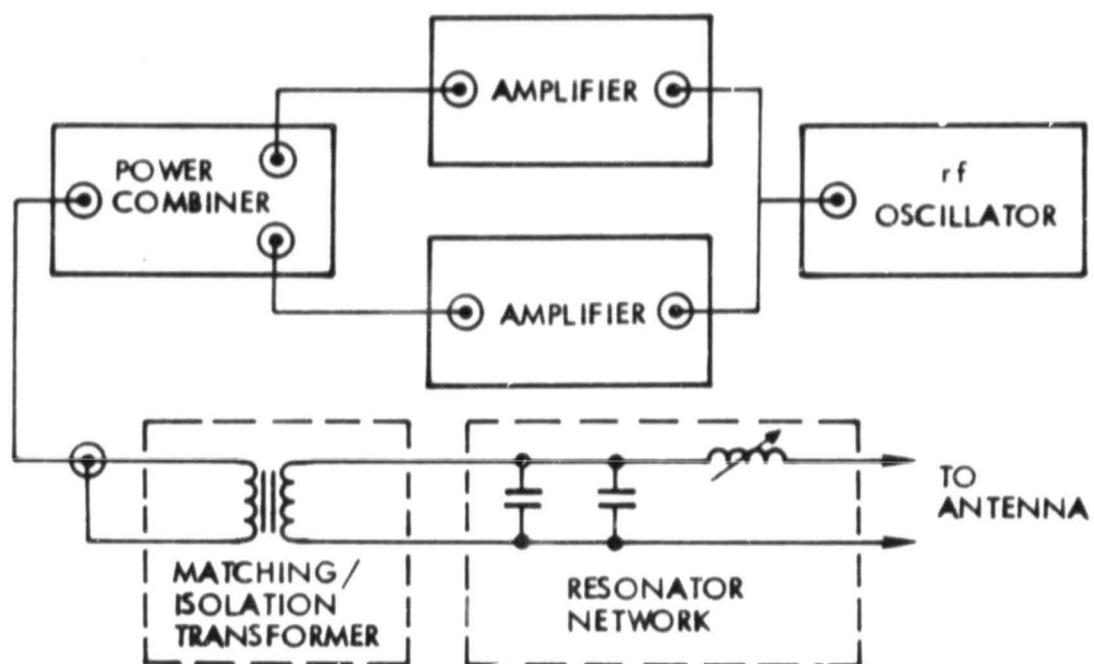 AMPLIFIER
POWER
COMBINER
rf
OSCILLATOR
AMPLIFIER
MATCHING/
ISOLATION
TRANSFORMER
RESONATOR
NETWORK
TO
ANTENNA